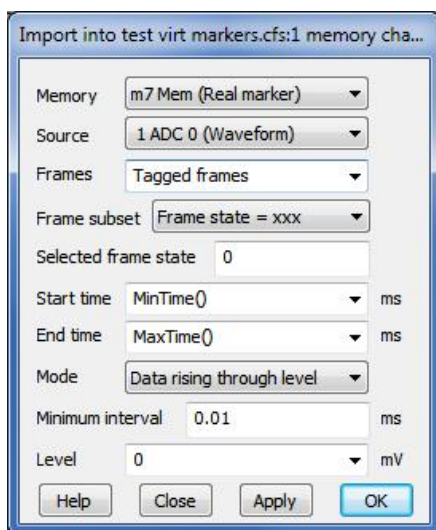 Import into test virt markers.cfs:1 memory cha...
Memory m7 Mem (Real marker)
Source 1 ADC 0 (Waveform)
Frames Tagged frames
Frame subset Frame state = xxx
Selected frame state 0
Start time MinTime() ms
End time MaxTime() ms
Mode Data rising through level
Minimum interval 0.01 ms
Level 0 mV
Help Close Apply OK